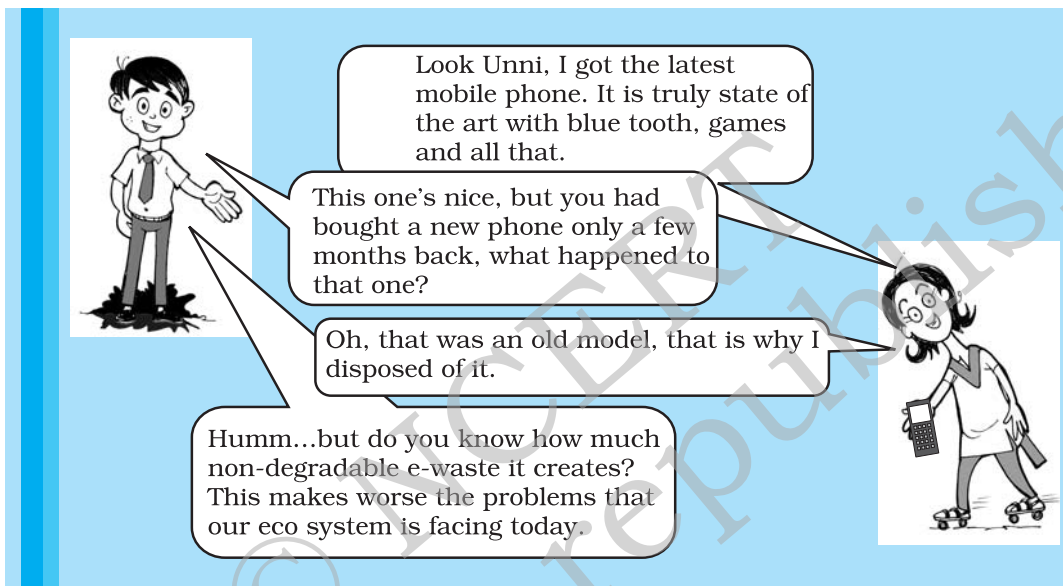 Look Unni, I got the latest
mobile phone. It is truly state of
the art with blue tooth, games
and all that.
This one's nice, but you had
bought a new phone only a few
months back, what happened to
that one?
Oh, that was an old model, that is why I
disposed of it.
Humm...but do you know how much
non-degradable e-waste it creates?
This makes worse the problems that
our eco system is facing today.
© NCERT
republish